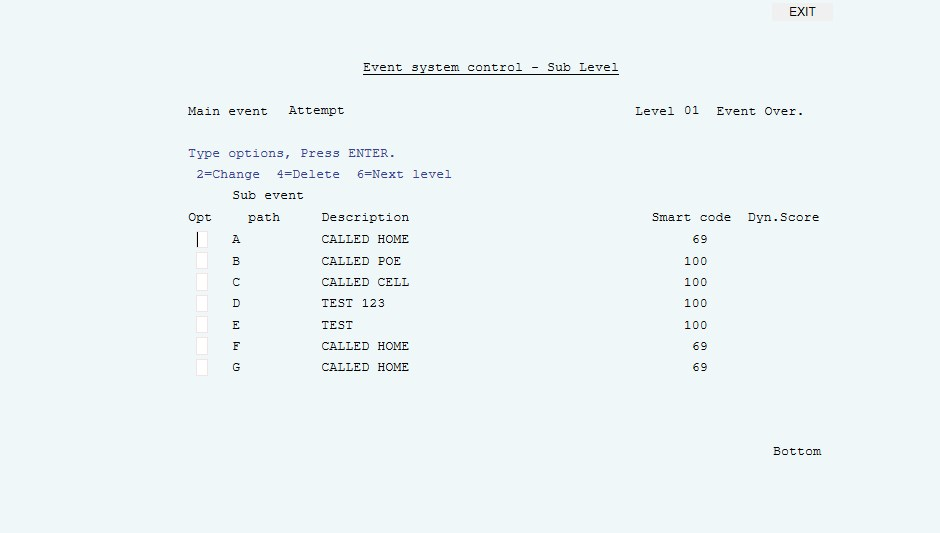 EXIT
Event system control - Sub Level
Main event Attempt Level 01 Event Over.
Type options, Press ENTER.
2=Change 4=Delete 6=Next level
Sub event
Opt path Description Smart code Dyn.Score
A CALLED HOME 69
B CALLED POE 100
C CALLED CELL 100
D TEST 123 100
E TEST 100
F CALLED HOME 69
G CALLED HOME 69
Bottom